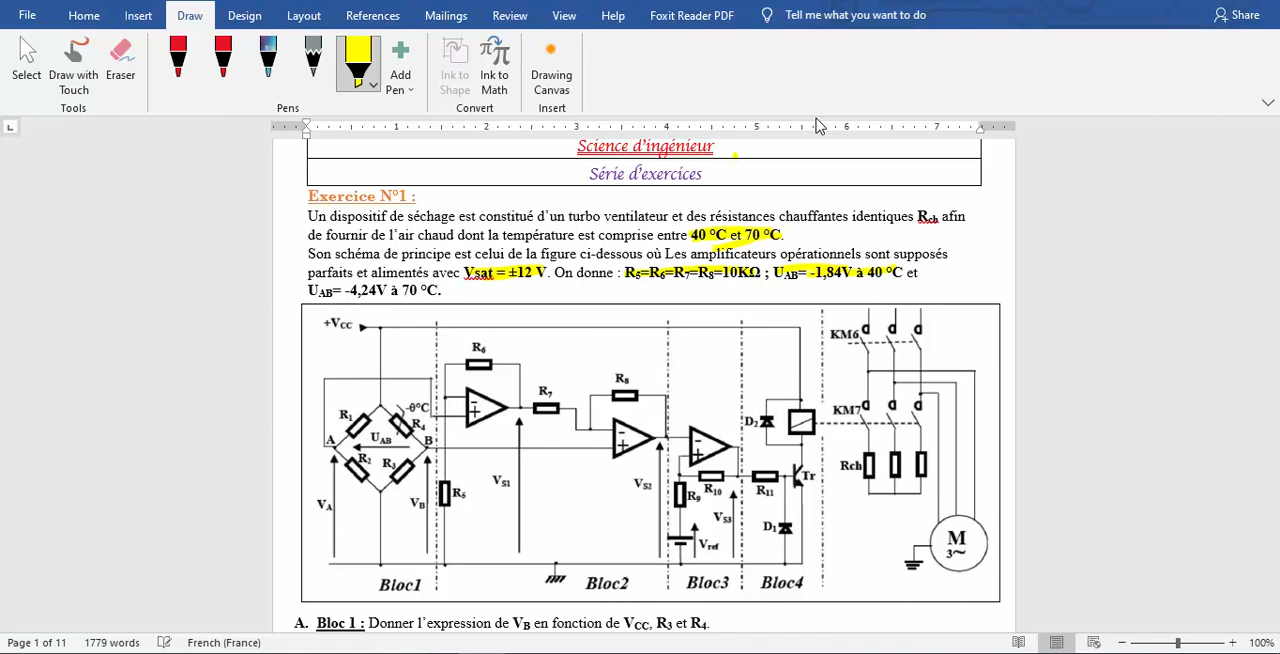 File Home Insert Draw Design Layout References Mailings Review View Help Foxit Reader PDF Tell me what you want to do Share
Select Draw with Touch Eraser Add Pen Ink to Shape Ink to Math Drawing Canvas
Tools Pens Convert Insert
1 2 3 4 5 6 7
Science d'ingénieur
Série d'exercices
Exercice N°1 :
Un dispositif de séchage est constitué d'un turbo ventilateur et des résistances chauffantes identiques Rch afin
de fournir de l'air chaud dont la température est comprise entre 40 °C et 70 °C.
Son schéma de principe est celui de la figure ci-dessous où Les amplificateurs opérationnels sont supposés
parfaits et alimentés avec Vsat = ±12 V. On donne : R5=R6=R7=R8=10KΩ ; UAB= -1,84V à 40 °C et
UAB= -4,24V à 70 °C.
+VCC
KM6
R6
R8
R7
-θ°C
KM7
R1
R4
D2
A
UAB
B
R2
R3
Rch
Tr
VS1
VS2
R10
R11
R5
R9
VA
VB
VS3
D1
Vref
M
3~
Bloc1 Bloc2 Bloc3 Bloc4
A. Bloc 1 : Donner l'expression de VB en fonction de VCC, R3 et R4.
Page 1 of 11 1779 words French (France) 100%